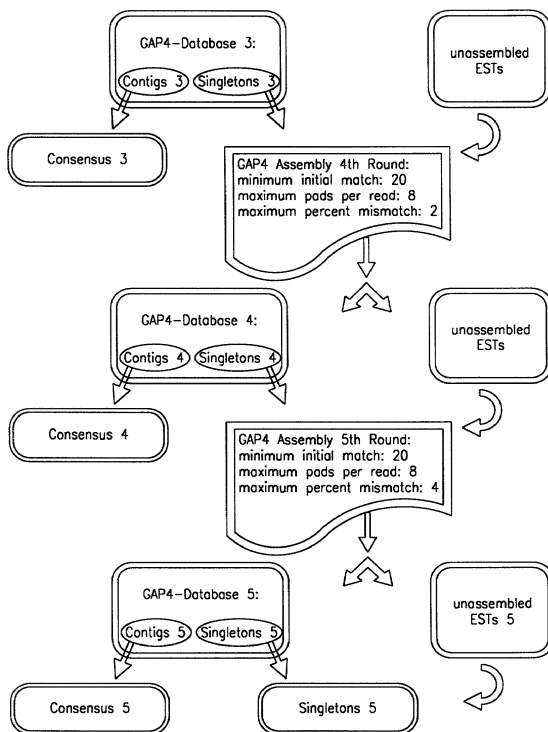 GAP4-Database 3:
Contigs 3
Singletons 3
unassembled
ESTs
Consensus 3
GAP4 Assembly 4th Round:
minimum initial match: 20
maximum pads per read: 8
maximum percent mismatch: 2
GAP4-Database 4:
Contigs 4
Singletons 4
unassembled
ESTs
Consensus 4
GAP4 Assembly 5th Round:
minimum initial match: 20
maximum pads per read: 8
maximum percent mismatch: 4
GAP4-Database 5:
Contigs 5
Singletons 5
unassembled
ESTs 5
Consensus 5
Singletons 5